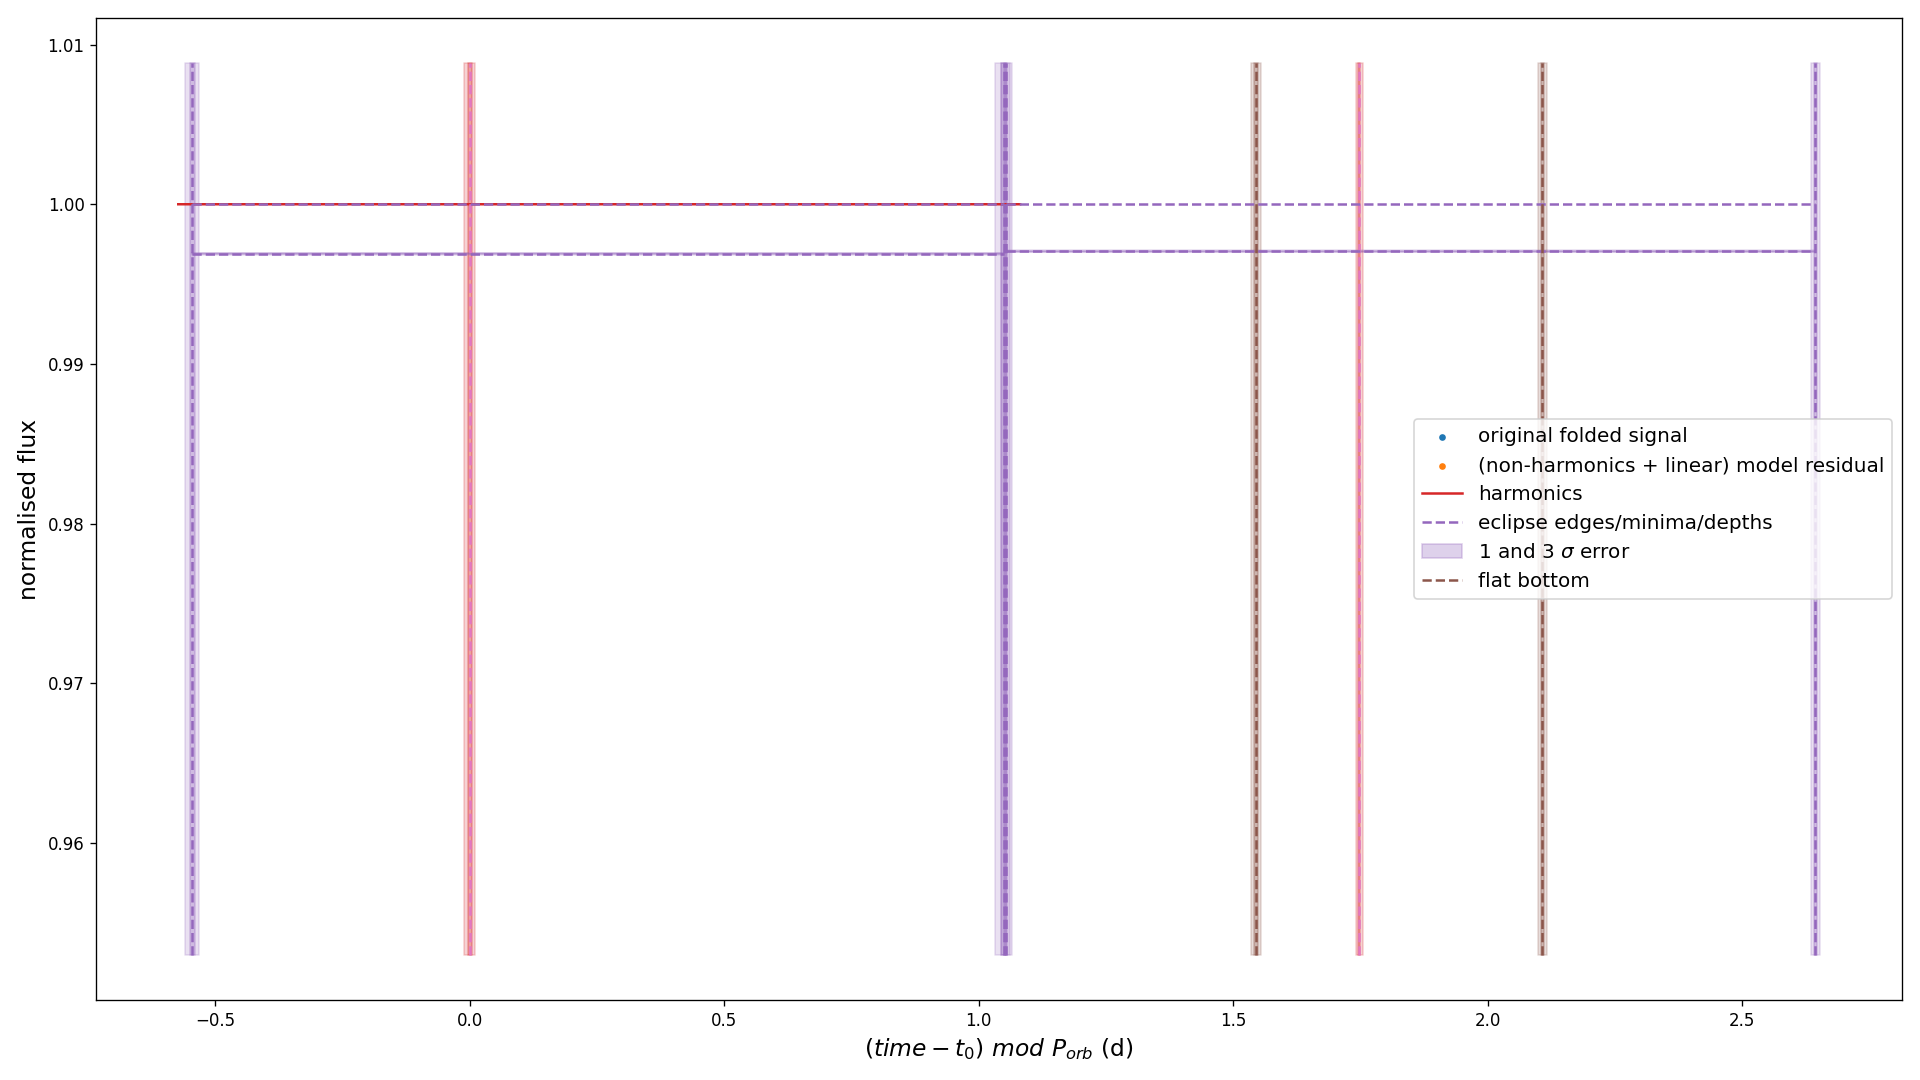 1.01
1.00
0.99
0.98
0.97
0.96
normalised flux
−0.5 0.0 0.5 1.0 1.5 2.0 2.5
(time − t₀) mod P_orb (d)
original folded signal
(non-harmonics + linear) model residual
harmonics
eclipse edges/minima/depths
1 and 3 σ error
flat bottom